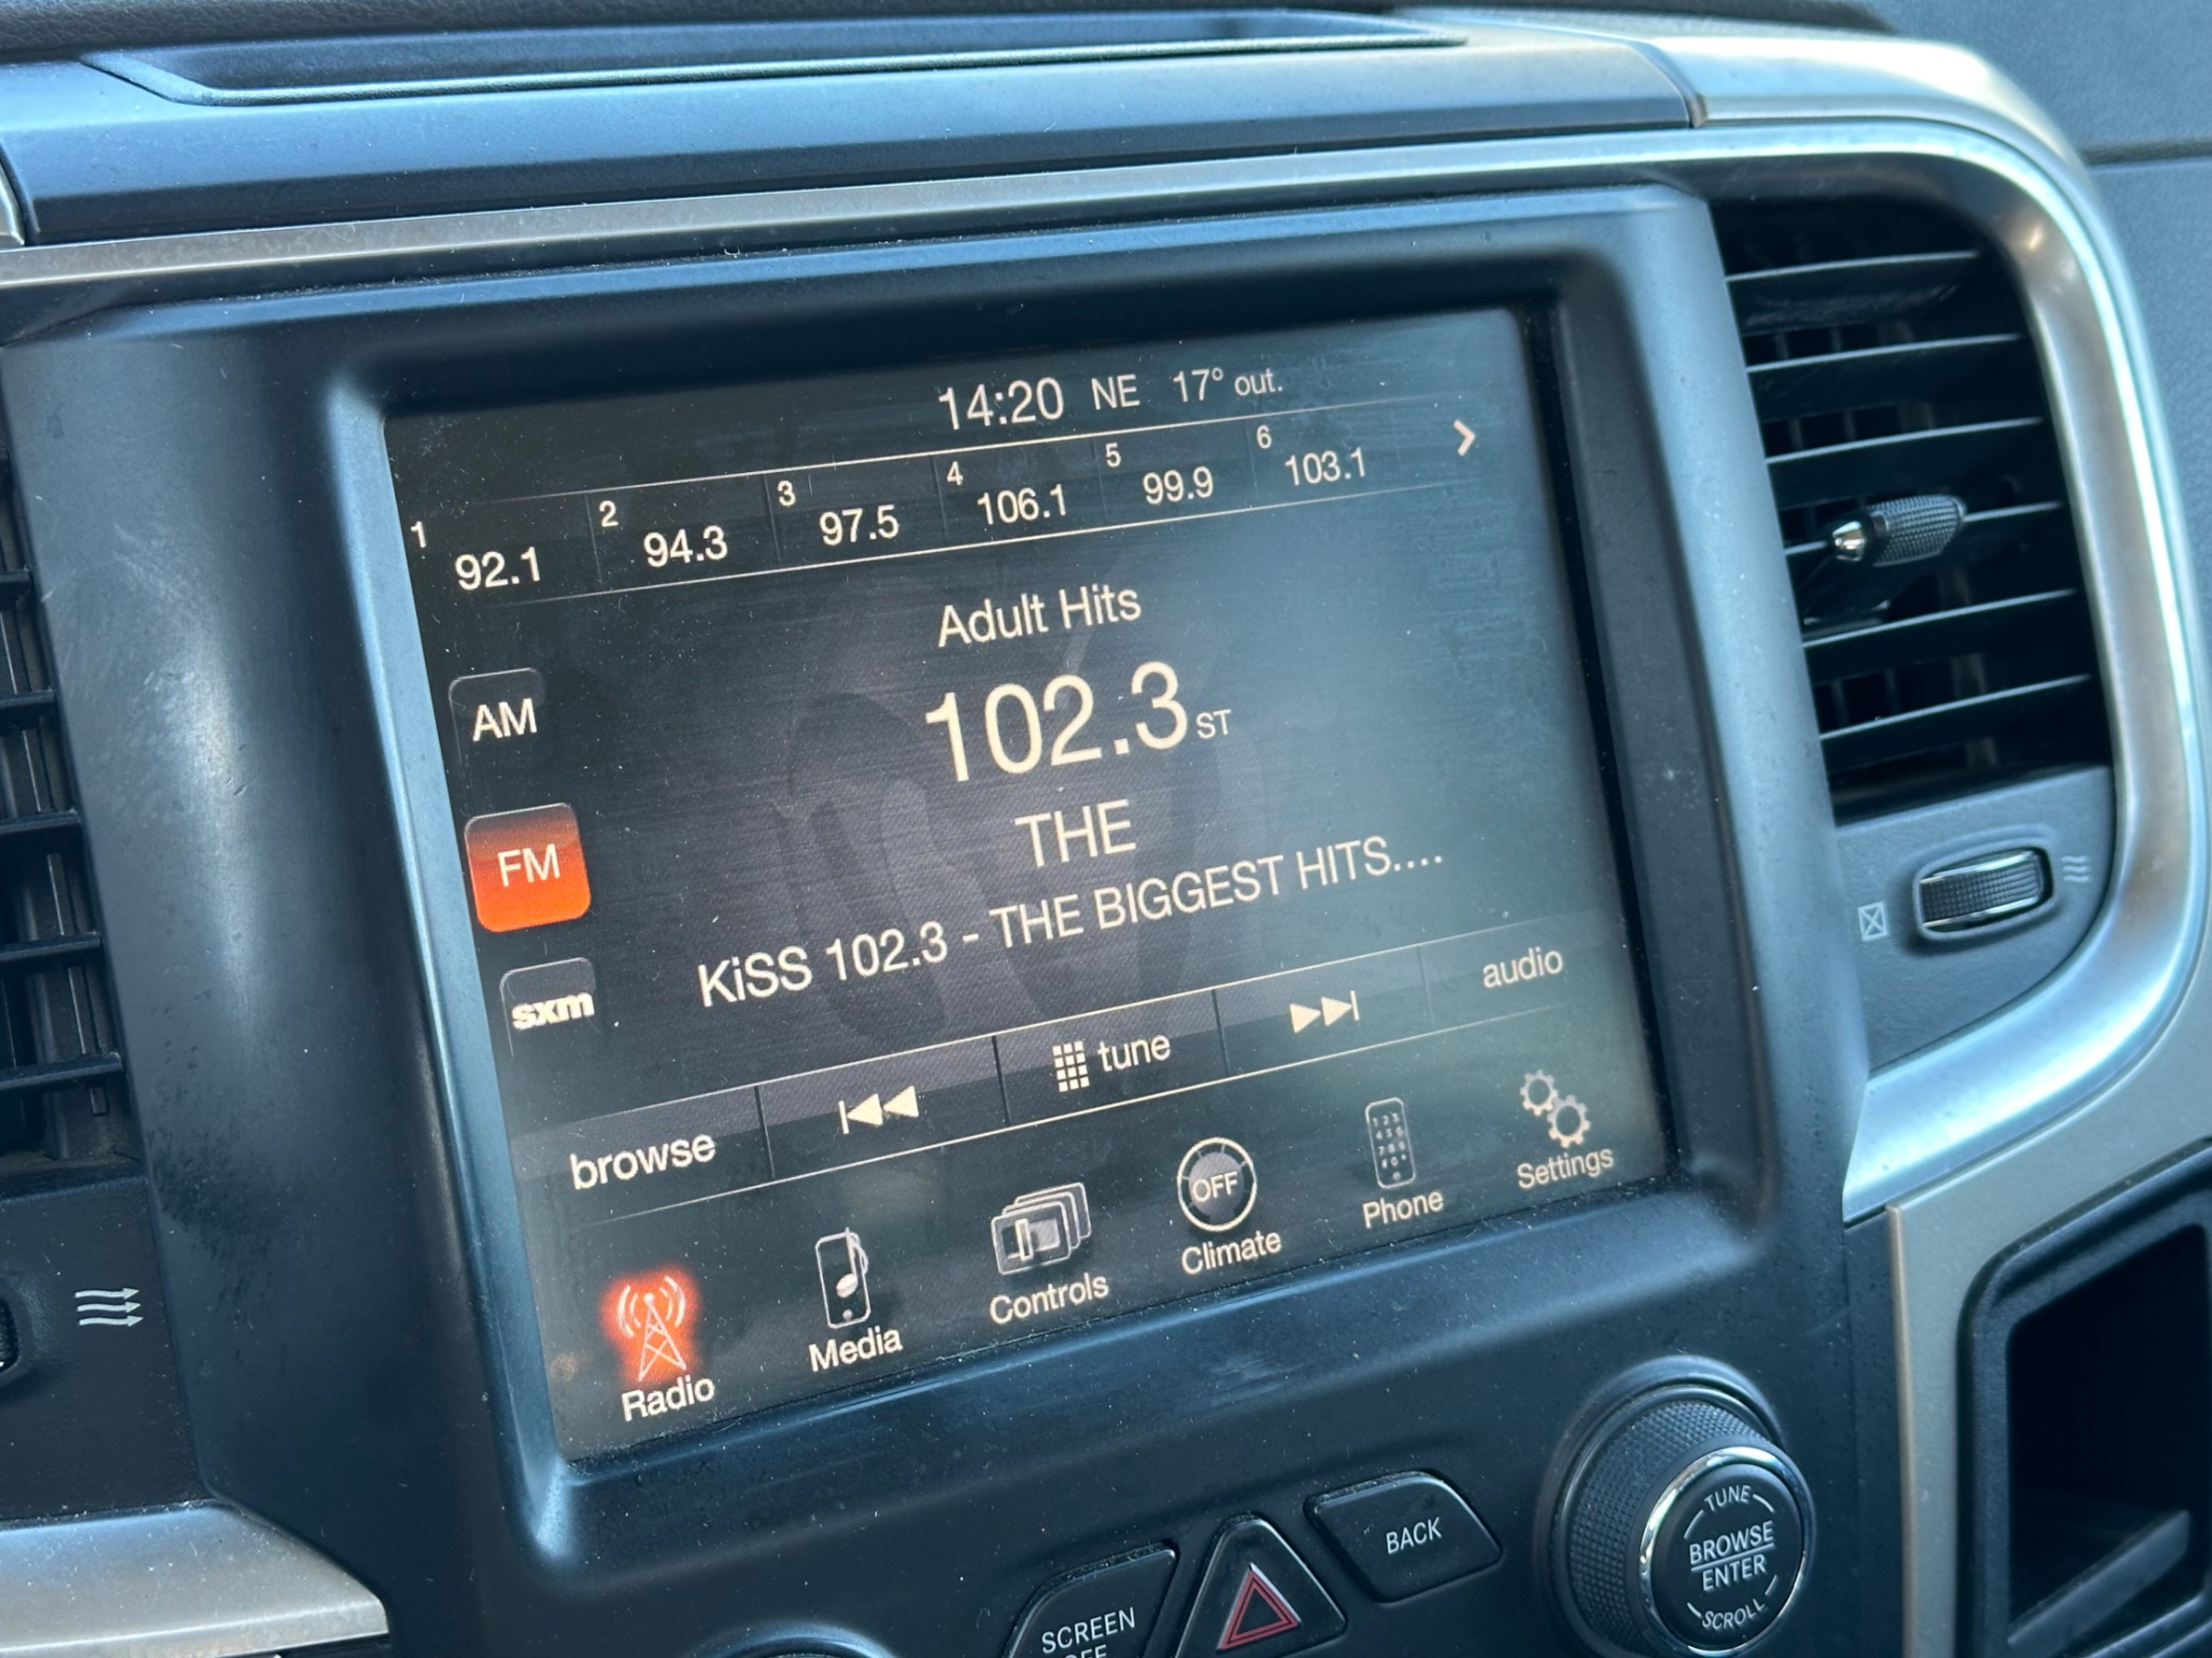 14:20 NE 17° out.
1 92.1 2 94.3 3 97.5 4 106.1 5 99.9 6 103.1
Adult Hits
AM
102.3 ST
FM
THE
KiSS 102.3 - THE BIGGEST HITS....
sxm
browse tune audio
Radio Media Controls OFF Climate Phone Settings
BACK
SCREEN
OFF
TUNE
BROWSE
ENTER
SCROLL